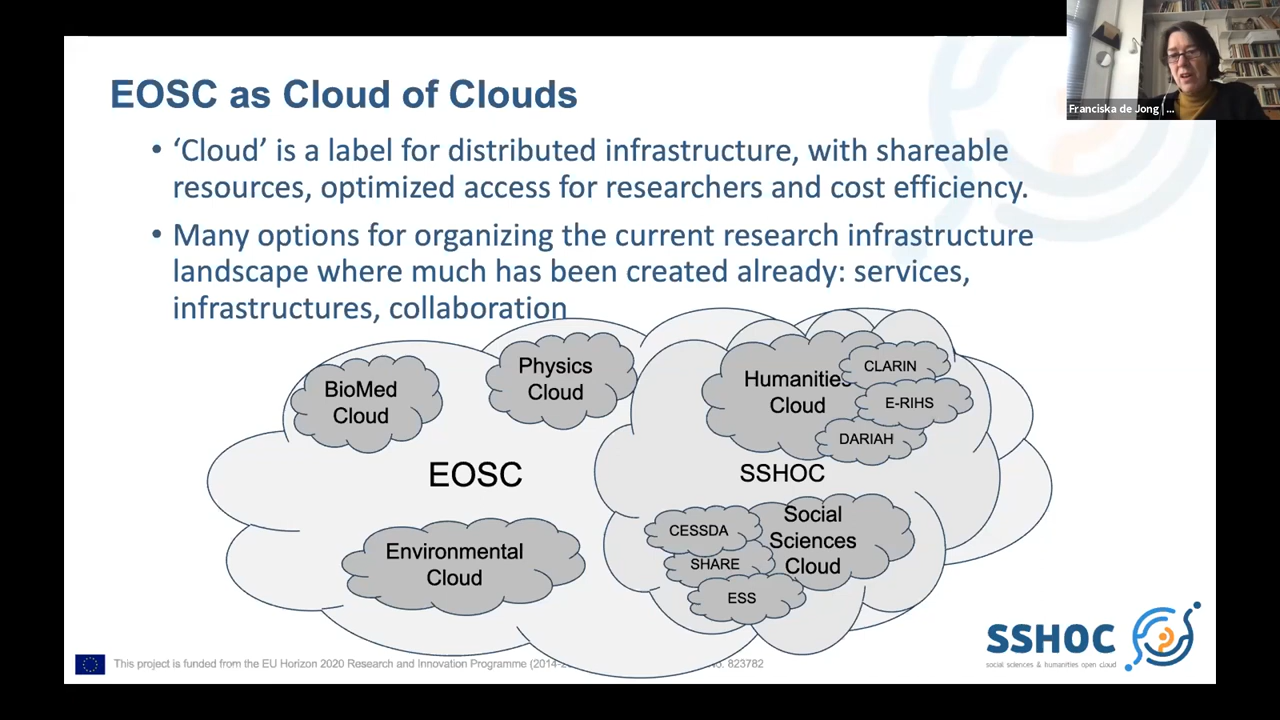 Franciska de Jong | ...
EOSC as Cloud of Clouds
• ‘Cloud’ is a label for distributed infrastructure, with shareable
resources, optimized access for researchers and cost efficiency.
• Many options for organizing the current research infrastructure
landscape where much has been created already: services,
infrastructures, collaboration
BioMed
Cloud
Physics
Cloud
Humanities
Cloud
CLARIN
E-RIHS
DARIAH
EOSC
SSHOC
Environmental
Cloud
CESSDA
SHARE
ESS
Social
Sciences
Cloud
This project is funded from the EU Horizon 2020 Research and Innovation Programme (2014-2
823782
SSHOC
social sciences & humanities open cloud